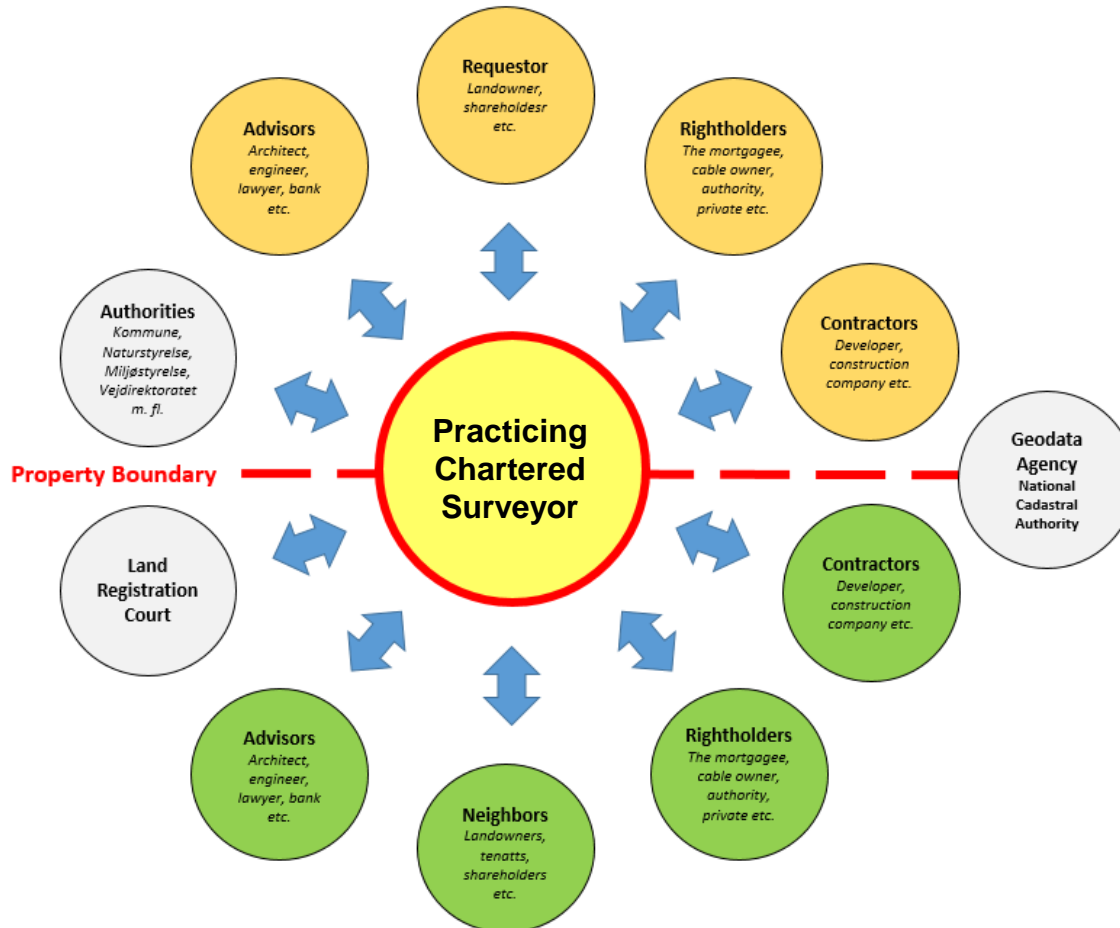 Requestor
Landowner,
shareholdesr
etc.
Advisors
Architect,
engineer,
lawyer, bank
etc.
Rightholders
The mortgagee,
cable owner,
authority,
private etc.
Authorities
Kommune,
Naturstyrelse,
Miljøstyrelse,
Vejdirektoratet
m. fl.
Contractors
Developer,
construction
company etc.
Practicing
Chartered
Surveyor
Property Boundary
Geodata
Agency
National
Cadastral
Authority
Land
Registration
Court
Contractors
Developer,
construction
company etc.
Advisors
Architect,
engineer,
lawyer, bank
etc.
Neighbors
Landowners,
tenatts,
shareholders
etc.
Rightholders
The mortgagee,
cable owner,
authority,
private etc.